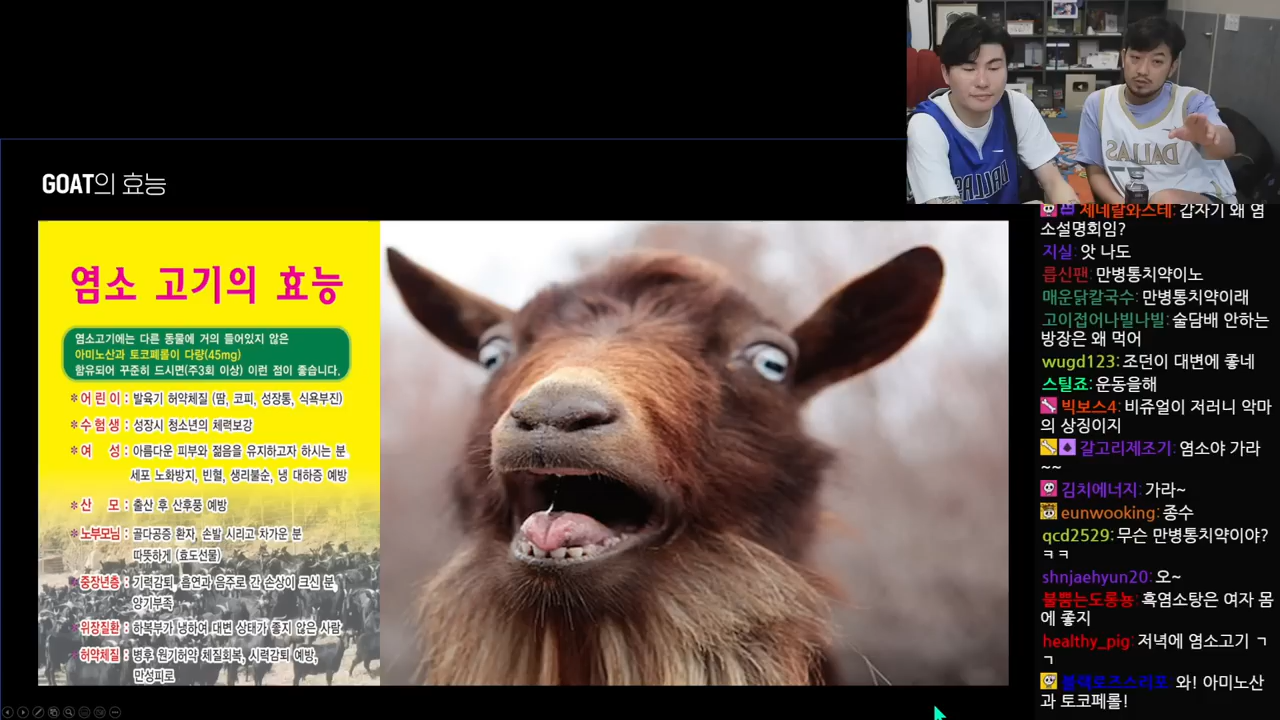 GOAT의 효능
염소 고기의 효능
염소고기에는 다른 동물에 거의 들어있지 않은
아미노산과 토코페롤이 다량(45mg)
함유되어 꾸준히 드시면(주3회 이상) 이런 점이 좋습니다.
*어 린 이 : 발육기 허약체질 (땀, 코피, 성장통, 식욕부진)
*수 험 생 : 성장시 청소년의 체력보강
*여 성 : 아름다운 피부와 젊음을 유지하고자 하시는 분
세포 노화방지, 빈혈, 생리불순, 냉 대하증 예방
*산 모 : 출산 후 산후풍 예방
*노부모님 : 골다공증 환자, 손발 시리고 차가운 분
따뜻하게 (효도선물)
*중장년층 : 기력감퇴, 흡연과 음주로 간 손상이 크신 분,
양기부족
*위장질환 : 하복부가 냉하여 대변 상태가 좋지 않은 사람
*허약체질 : 병후 원기허약 체질회복, 시력감퇴 예방,
만성피로
DALLAS
DALLAS
제네랄와스테: 갑자기 왜 염
소설명회임?
지실: 앗 나도
릅신팬: 만병통치약이노
매운닭칼국수: 만병통치약이래
고이접어나빌나빌: 술담배 안하는
방장은 왜 먹어
wugd123: 조던이 대변에 좋네
스틸죠: 운동을해
빅보스4: 비쥬얼이 저러니 악마
의 상징이지
갈고리제조기: 염소야 가라
~~
김치에너지: 가라~
eunwooking: 종수
qcd2529: 무슨 만병통치약이야?
ㅋㅋ
shnjaehyun20: 오~
불뿜는도롱뇽: 흑염소탕은 여자 몸
에 좋지
healthy_pig: 저녁에 염소고기 ㄱ
ㄱ
블랙로즈스리포: 와! 아미노산
과 토코페롤!